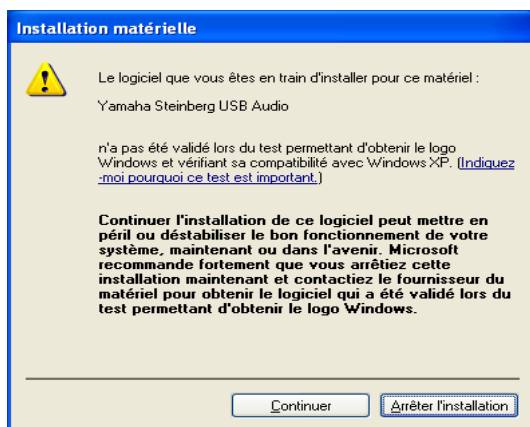 Installation matérielle
Le logiciel que vous êtes en train d'installer pour ce matériel :
Yamaha Steinberg USB Audio
n'a pas été validé lors du test permettant d'obtenir le logo
Windows et vérifiant sa compatibilité avec Windows XP. (Indiquez
-moi pourquoi ce test est important.)
Continuer l'installation de ce logiciel peut mettre en
péril ou déstabiliser le bon fonctionnement de votre
système, maintenant ou dans l'avenir. Microsoft
recommande fortement que vous arrêtiez cette
installation maintenant et contactiez le fournisseur du
matériel pour obtenir le logiciel qui a été validé lors du
test permettant d'obtenir le logo Windows.
Continuer
Arrêter l'installation